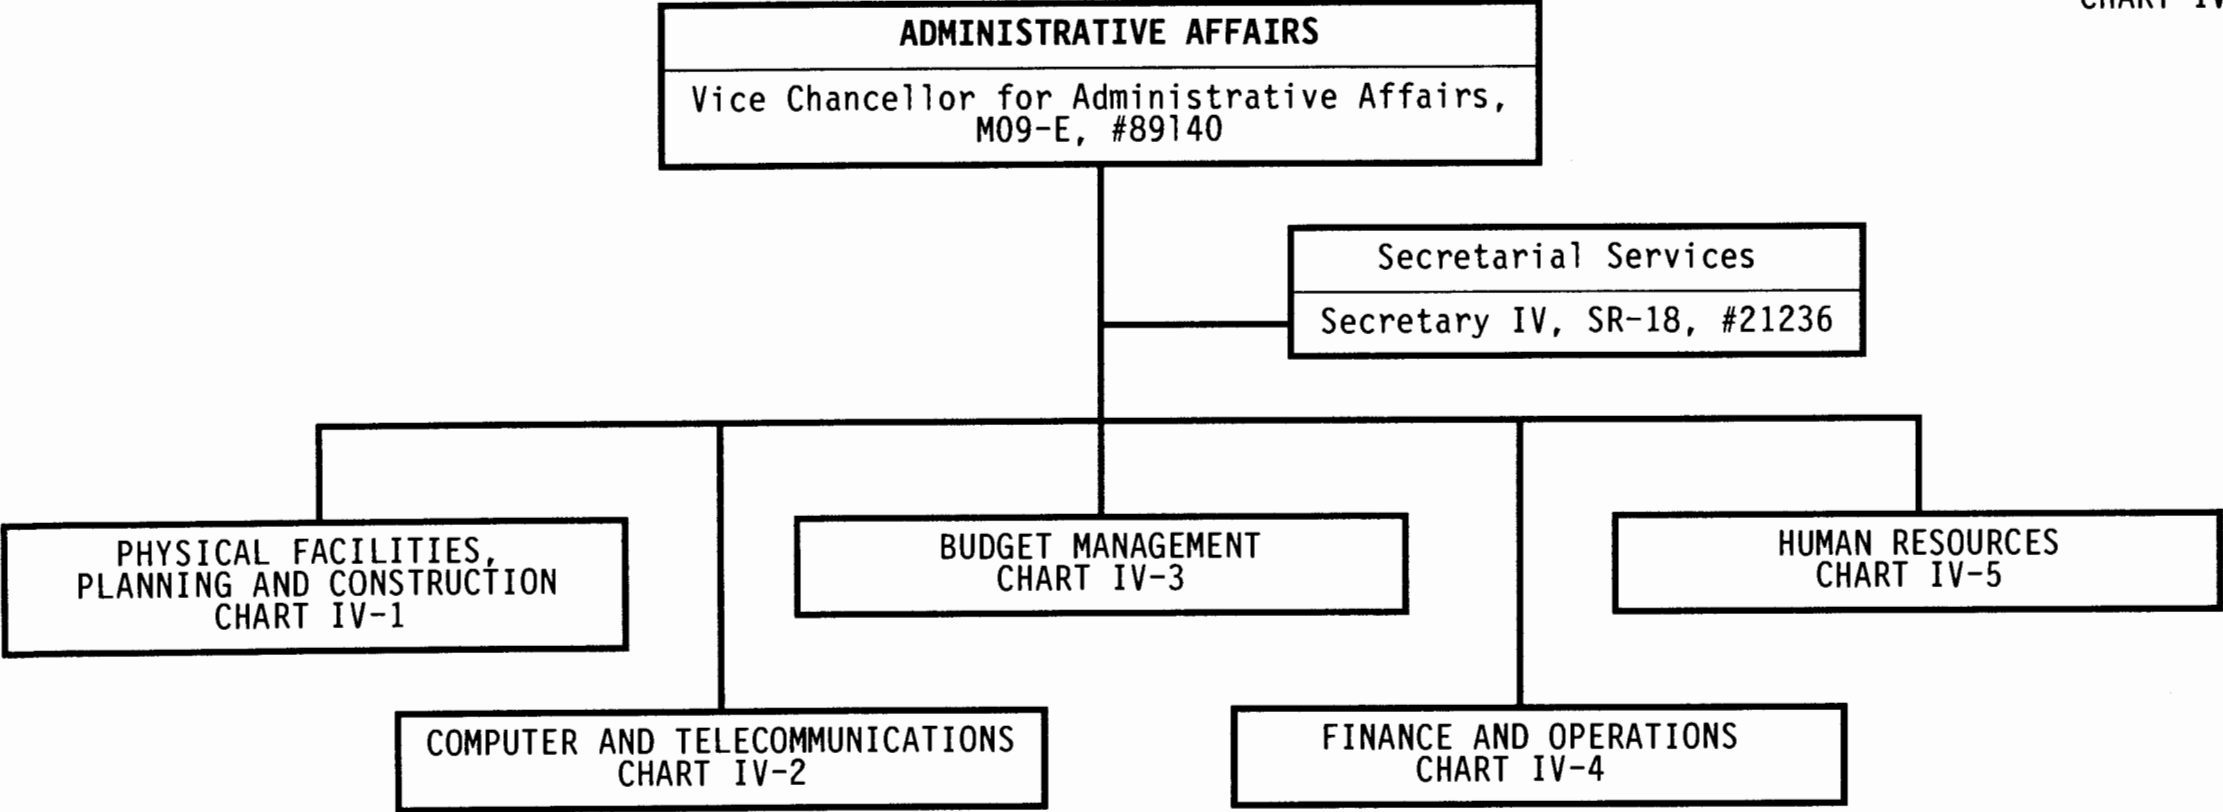 CHART IV
ADMINISTRATIVE AFFAIRS
Vice Chancellor for Administrative Affairs,
M09-E, #89140
Secretarial Services
Secretary IV, SR-18, #21236
PHYSICAL FACILITIES,
PLANNING AND CONSTRUCTION
CHART IV-1
BUDGET MANAGEMENT
CHART IV-3
HUMAN RESOURCES
CHART IV-5
COMPUTER AND TELECOMMUNICATIONS
CHART IV-2
FINANCE AND OPERATIONS
CHART IV-4